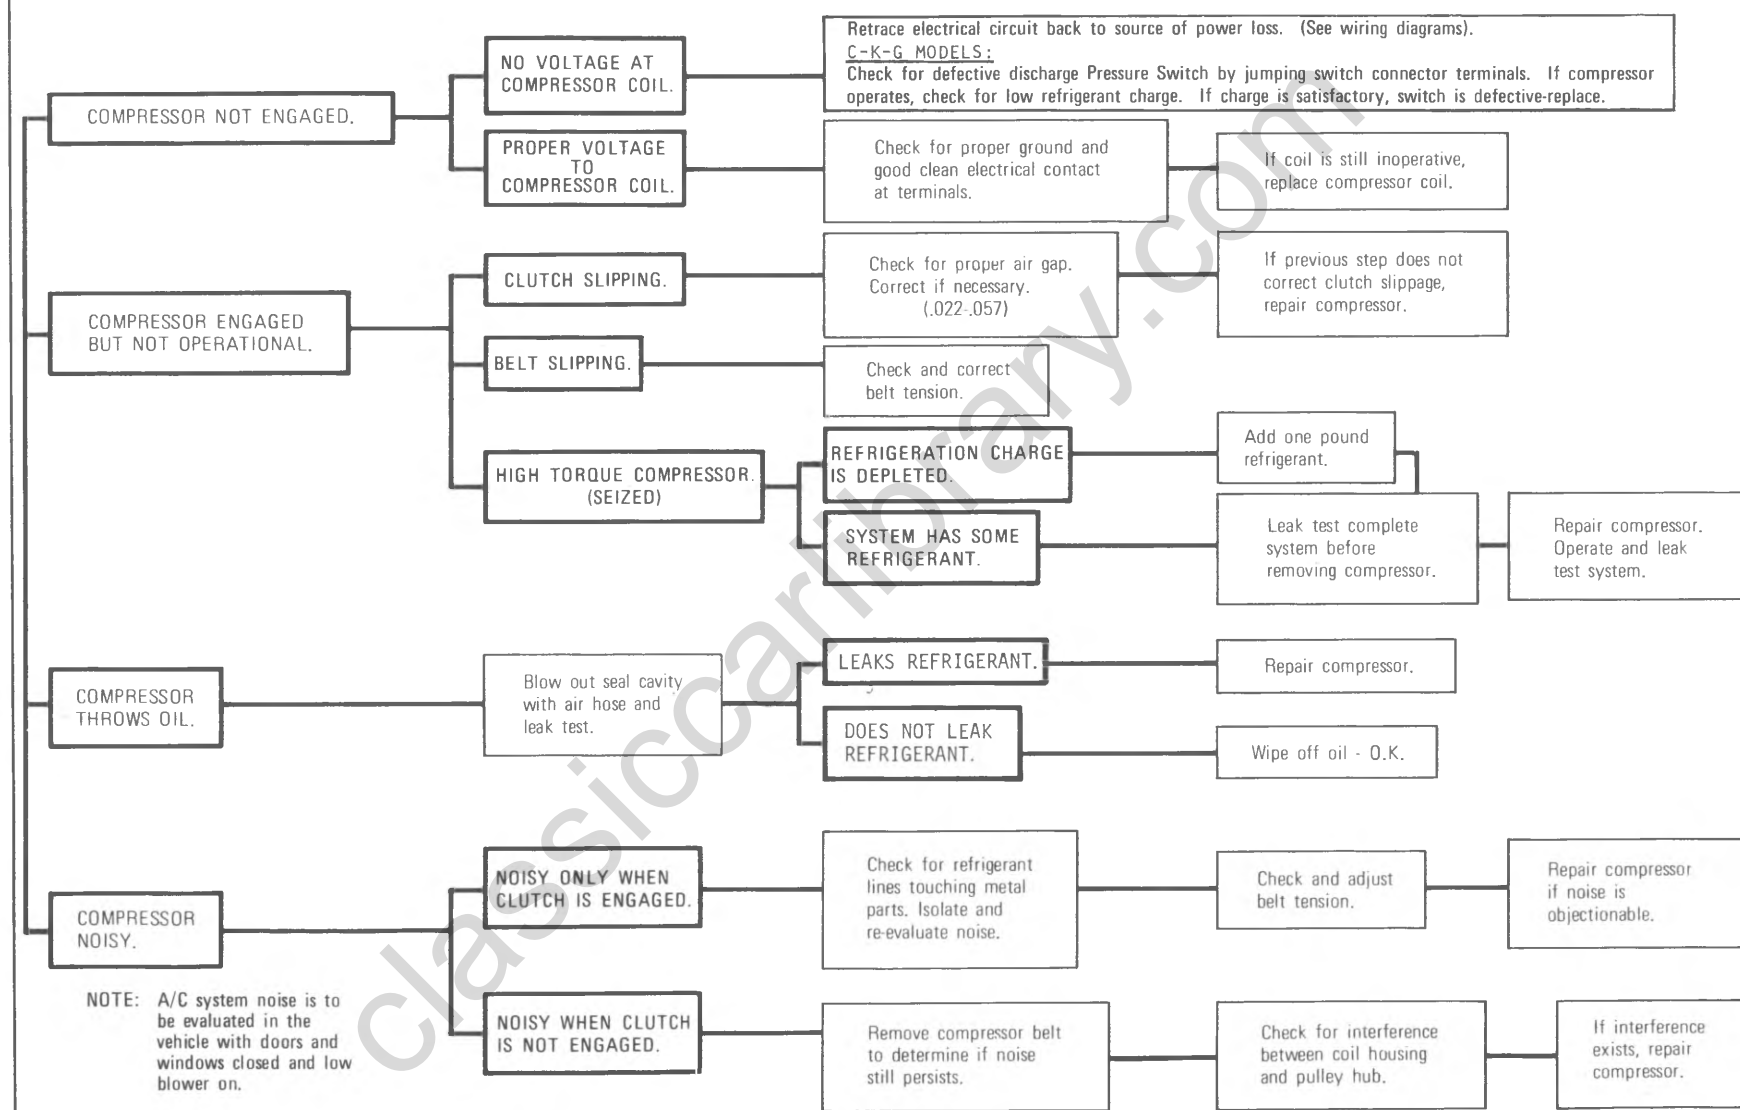 Retrace electrical circuit back to source of power loss. (See wiring diagrams).
C-K-G MODELS:
Check for defective discharge Pressure Switch by jumping switch connector terminals. If compressor
operates, check for low refrigerant charge. If charge is satisfactory, switch is defective-replace.
NO VOLTAGE AT
COMPRESSOR COIL.
COMPRESSOR NOT ENGAGED.
PROPER VOLTAGE
TO
COMPRESSOR COIL.
Check for proper ground and
good clean electrical contact
at terminals.
If coil is still inoperative,
replace compressor coil.
CLUTCH SLIPPING.
Check for proper air gap.
Correct if necessary.
(.022-.057)
If previous step does not
correct clutch slippage,
repair compressor.
COMPRESSOR ENGAGED
BUT NOT OPERATIONAL.
BELT SLIPPING.
Check and correct
belt tension.
HIGH TORQUE COMPRESSOR.
(SEIZED)
REFRIGERATION CHARGE
IS DEPLETED.
Add one pound
refrigerant.
SYSTEM HAS SOME
REFRIGERANT.
Leak test complete
system before
removing compressor.
Repair compressor.
Operate and leak
test system.
COMPRESSOR
THROWS OIL.
Blow out seal cavity
with air hose and
leak test.
LEAKS REFRIGERANT.
Repair compressor.
DOES NOT LEAK
REFRIGERANT.
Wipe off oil - O.K.
COMPRESSOR
NOISY.
NOISY ONLY WHEN
CLUTCH IS ENGAGED.
Check for refrigerant
lines touching metal
parts. Isolate and
re-evaluate noise.
Check and adjust
belt tension.
Repair compressor
if noise is
objectionable.
NOTE: A/C system noise is to
be evaluated in the
vehicle with doors and
windows closed and low
blower on.
NOISY WHEN CLUTCH
IS NOT ENGAGED.
Remove compressor belt
to determine if noise
still persists.
Check for interference
between coil housing
and pulley hub.
If interference
exists, repair
compressor.
classiccarlibrary.com